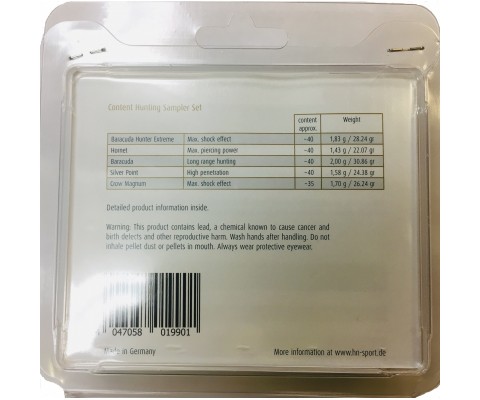 Content Hunting Sampler Set
content approx. Weight
Baracuda Hunter Extreme Max. shock effect ~40 1,83 g / 28.24 gr
Hornet Max. piercing power ~40 1,43 g / 22.07 gr
Baracuda Long range hunting ~40 2,00 g / 30.86 gr
Silver Point High penetration ~40 1,58 g / 24.38 gr
Crow Magnum Max. shock effect ~35 1,70 g / 26.24 gr
Detailed product information inside.
Warning: This product contains lead, a chemical known to cause cancer and
birth defects and other reproductive harm. Wash hands after handling. Do not
inhale pellet dust or pellets in mouth. Always wear protective eyewear.
4 047058 019901
Made in Germany
More information at www.hn-sport.de